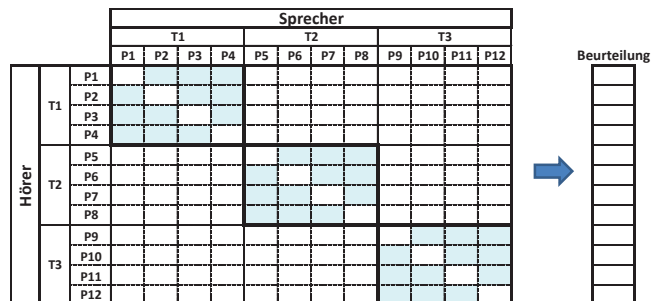 Sprecher
T1 T2 T3
P1 P2 P3 P4 P5 P6 P7 P8 P9 P10 P11 P12 Beurteilung
Hörer
T1
P1
P2
P3
P4
T2
P5
P6
P7
P8
T3
P9
P10
P11
P12